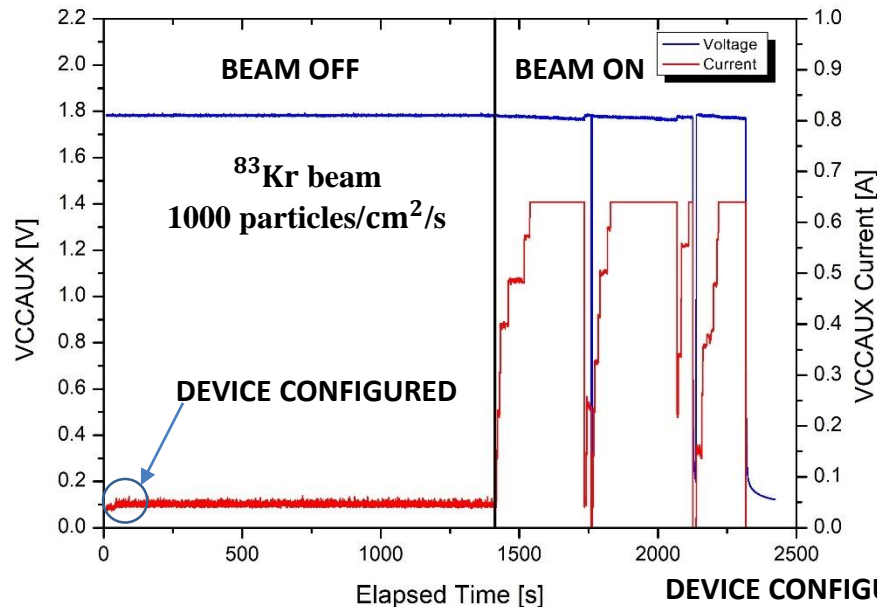 2.2
2.0
1.8
1.6
1.4
1.2
1.0
0.8
0.6
0.4
0.2
0.0
VCCAUX [V]
BEAM OFF
BEAM ON
Voltage
Current
⁸³Kr beam
1000 particles/cm²/s
DEVICE CONFIGURED
1.0
0.9
0.8
0.7
0.6
0.5
0.4
0.3
0.2
0.1
0.0
VCCAUX Current [A]
0
500
1000
1500
2000
2500
Elapsed Time [s]
DEVICE CONFIGU